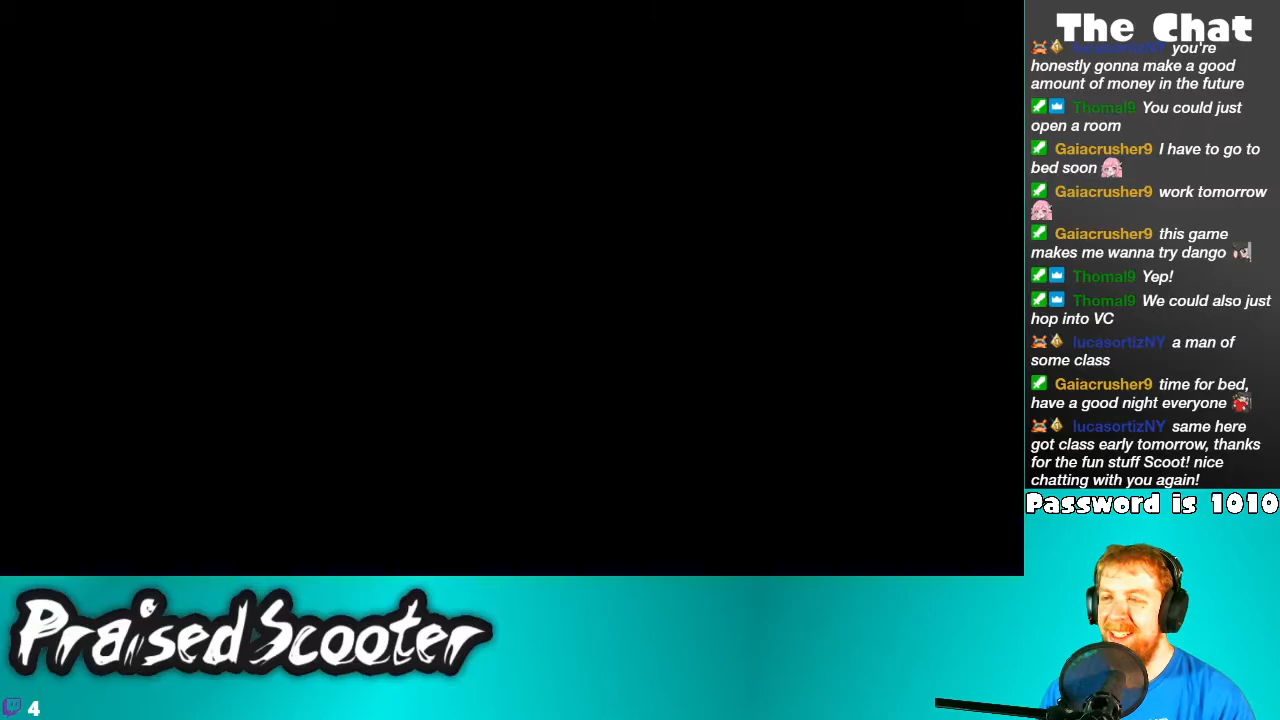 The Chat
lucasortizNY you're
honestly gonna make a good
amount of money in the future
Thomal9 You could just
open a room
Gaiacrusher9 I have to go to
bed soon
Gaiacrusher9 work tomorrow
Gaiacrusher9 this game
makes me wanna try dango
Thomal9 Yep!
Thomal9 We could also just
hop into VC
lucasortizNY a man of
some class
Gaiacrusher9 time for bed,
have a good night everyone
lucasortizNY same here
got class early tomorrow, thanks
for the fun stuff Scoot! nice
chatting with you again!
Password is 1010
PraisedScooter
4